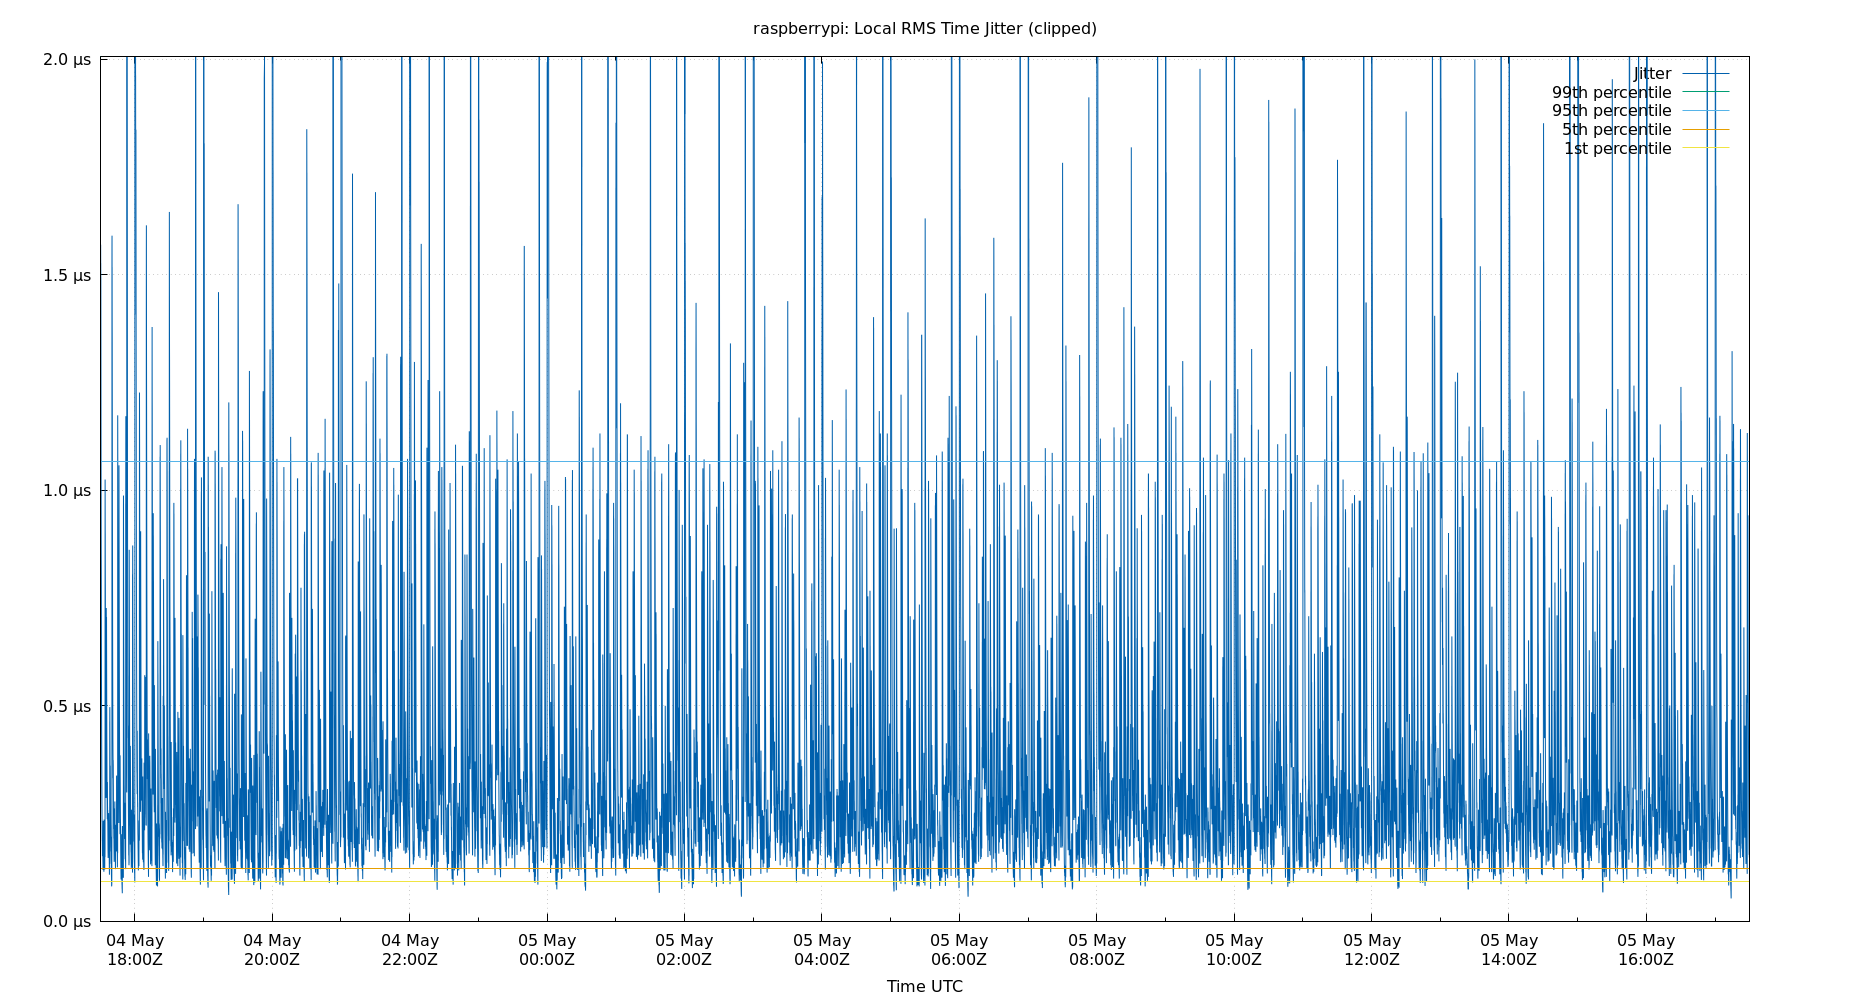 raspberrypi: Local RMS Time Jitter (clipped)
2.0 µs
1.5 µs
1.0 µs
0.5 µs
0.0 µs
Jitter
99th percentile
95th percentile
5th percentile
1st percentile
04 May 04 May 04 May 05 May 05 May 05 May 05 May 05 May 05 May 05 May 05 May 05 May
18:00Z 20:00Z 22:00Z 00:00Z 02:00Z 04:00Z 06:00Z 08:00Z 10:00Z 12:00Z 14:00Z 16:00Z
Time UTC